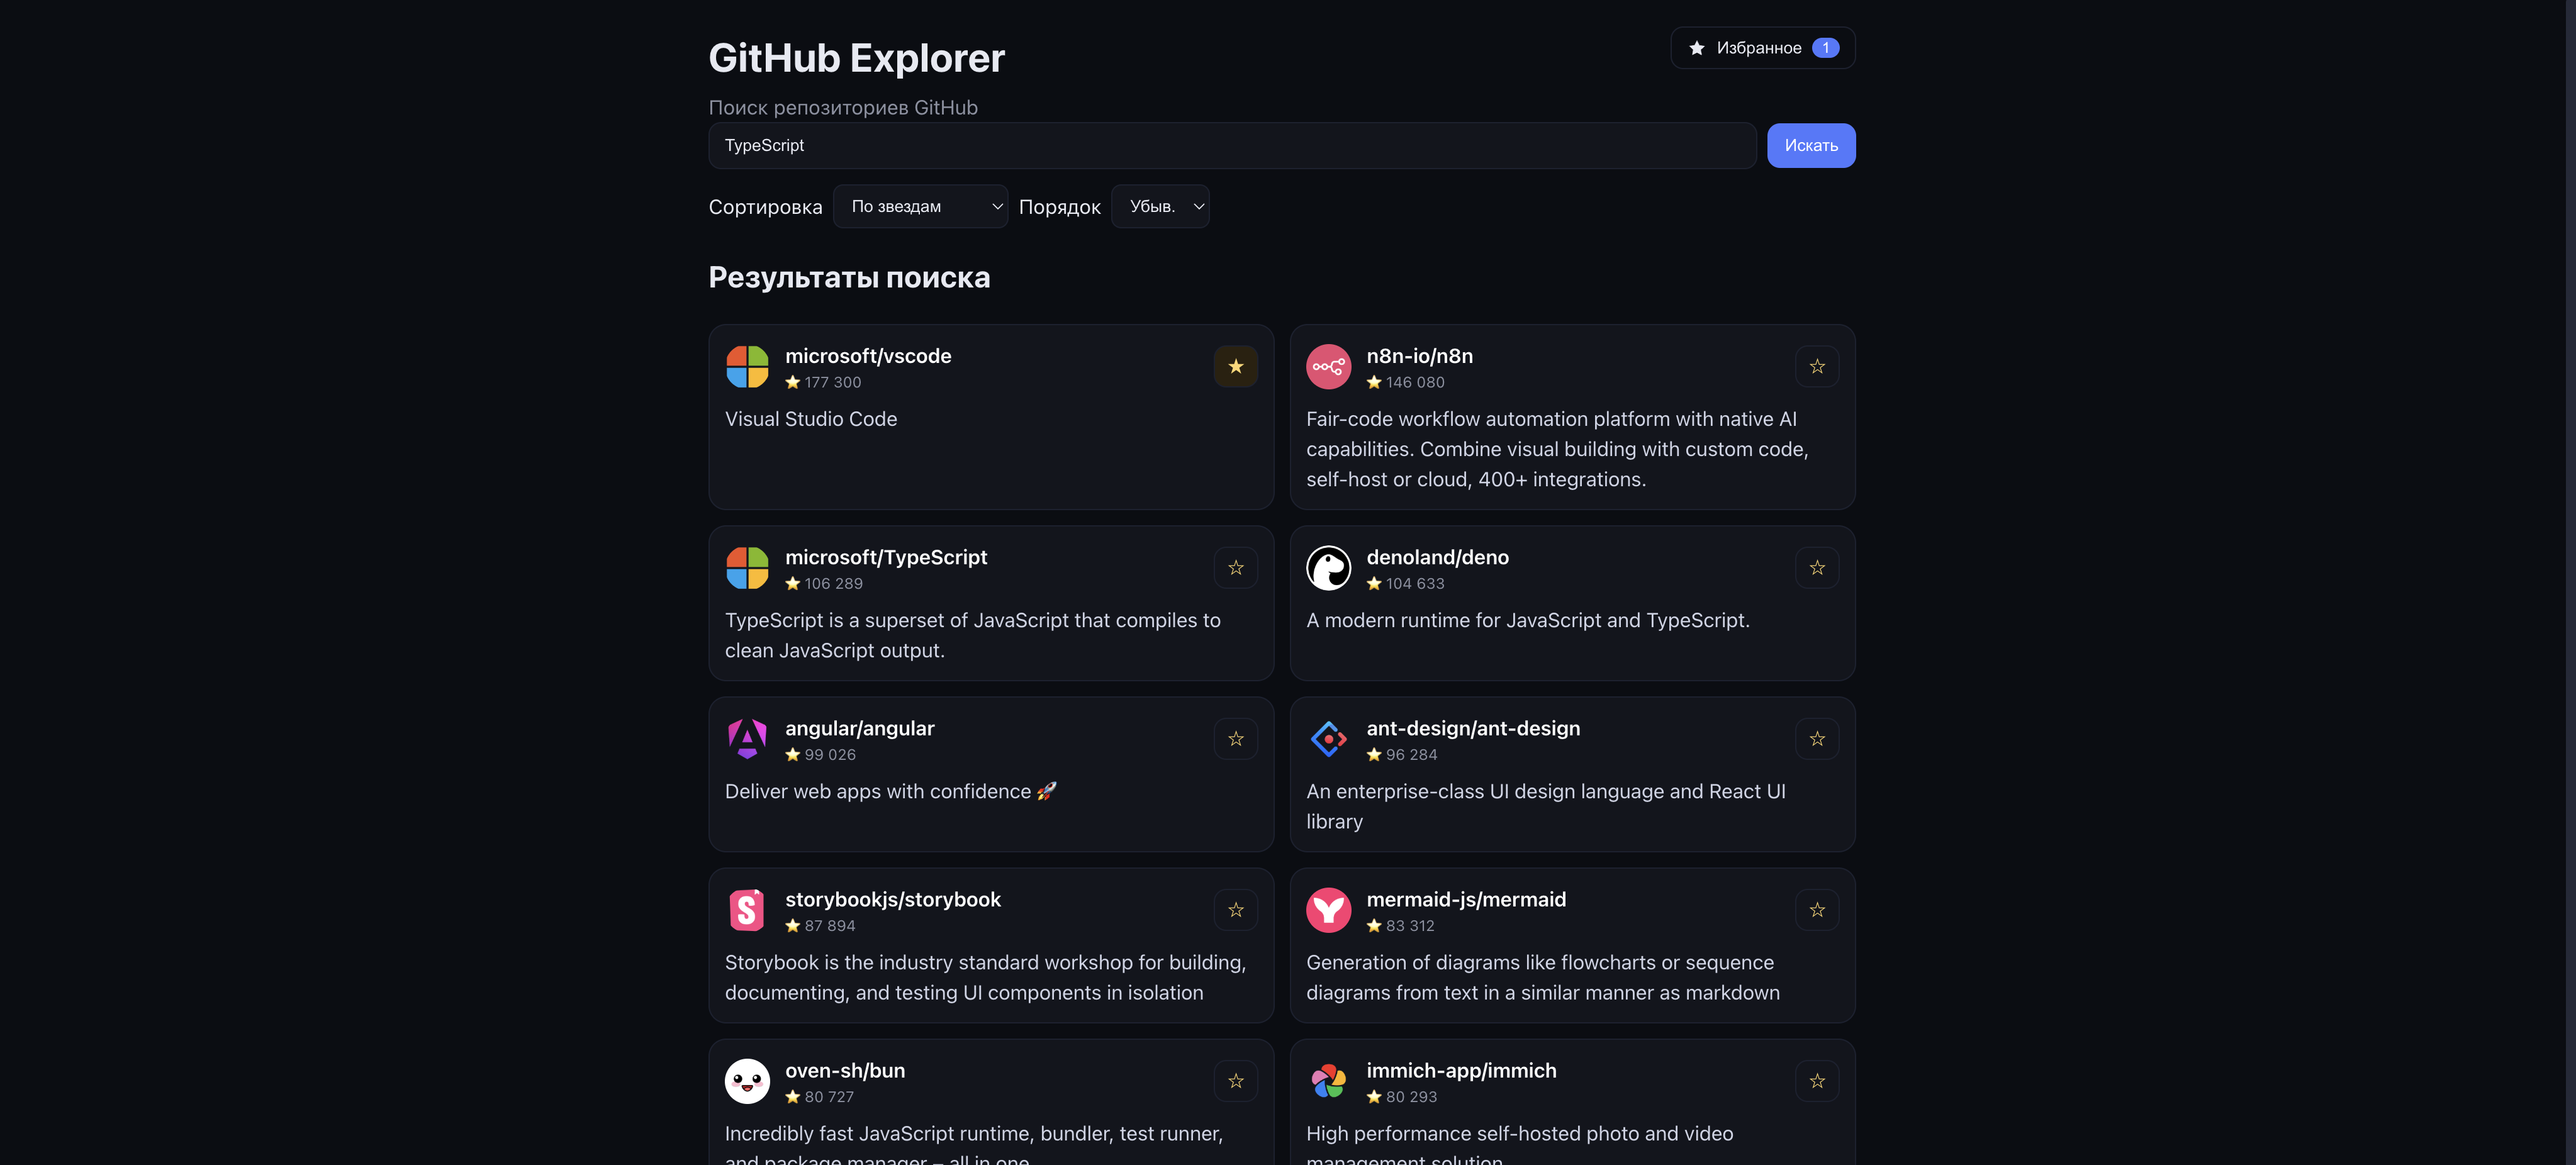 GitHub Explorer
Избранное 1
Поиск репозиториев GitHub
TypeScript
Искать
Сортировка По звездам Порядок Убыв.
Результаты поиска
microsoft/vscode
177 300
Visual Studio Code
n8n-io/n8n
146 080
Fair-code workflow automation platform with native AI
capabilities. Combine visual building with custom code,
self-host or cloud, 400+ integrations.
microsoft/TypeScript
106 289
TypeScript is a superset of JavaScript that compiles to
clean JavaScript output.
denoland/deno
104 633
A modern runtime for JavaScript and TypeScript.
angular/angular
99 026
Deliver web apps with confidence 🚀
ant-design/ant-design
96 284
An enterprise-class UI design language and React UI
library
storybookjs/storybook
87 894
Storybook is the industry standard workshop for building,
documenting, and testing UI components in isolation
mermaid-js/mermaid
83 312
Generation of diagrams like flowcharts or sequence
diagrams from text in a similar manner as markdown
oven-sh/bun
80 727
Incredibly fast JavaScript runtime, bundler, test runner,
and package manager – all in one
immich-app/immich
80 293
High performance self-hosted photo and video
management solution